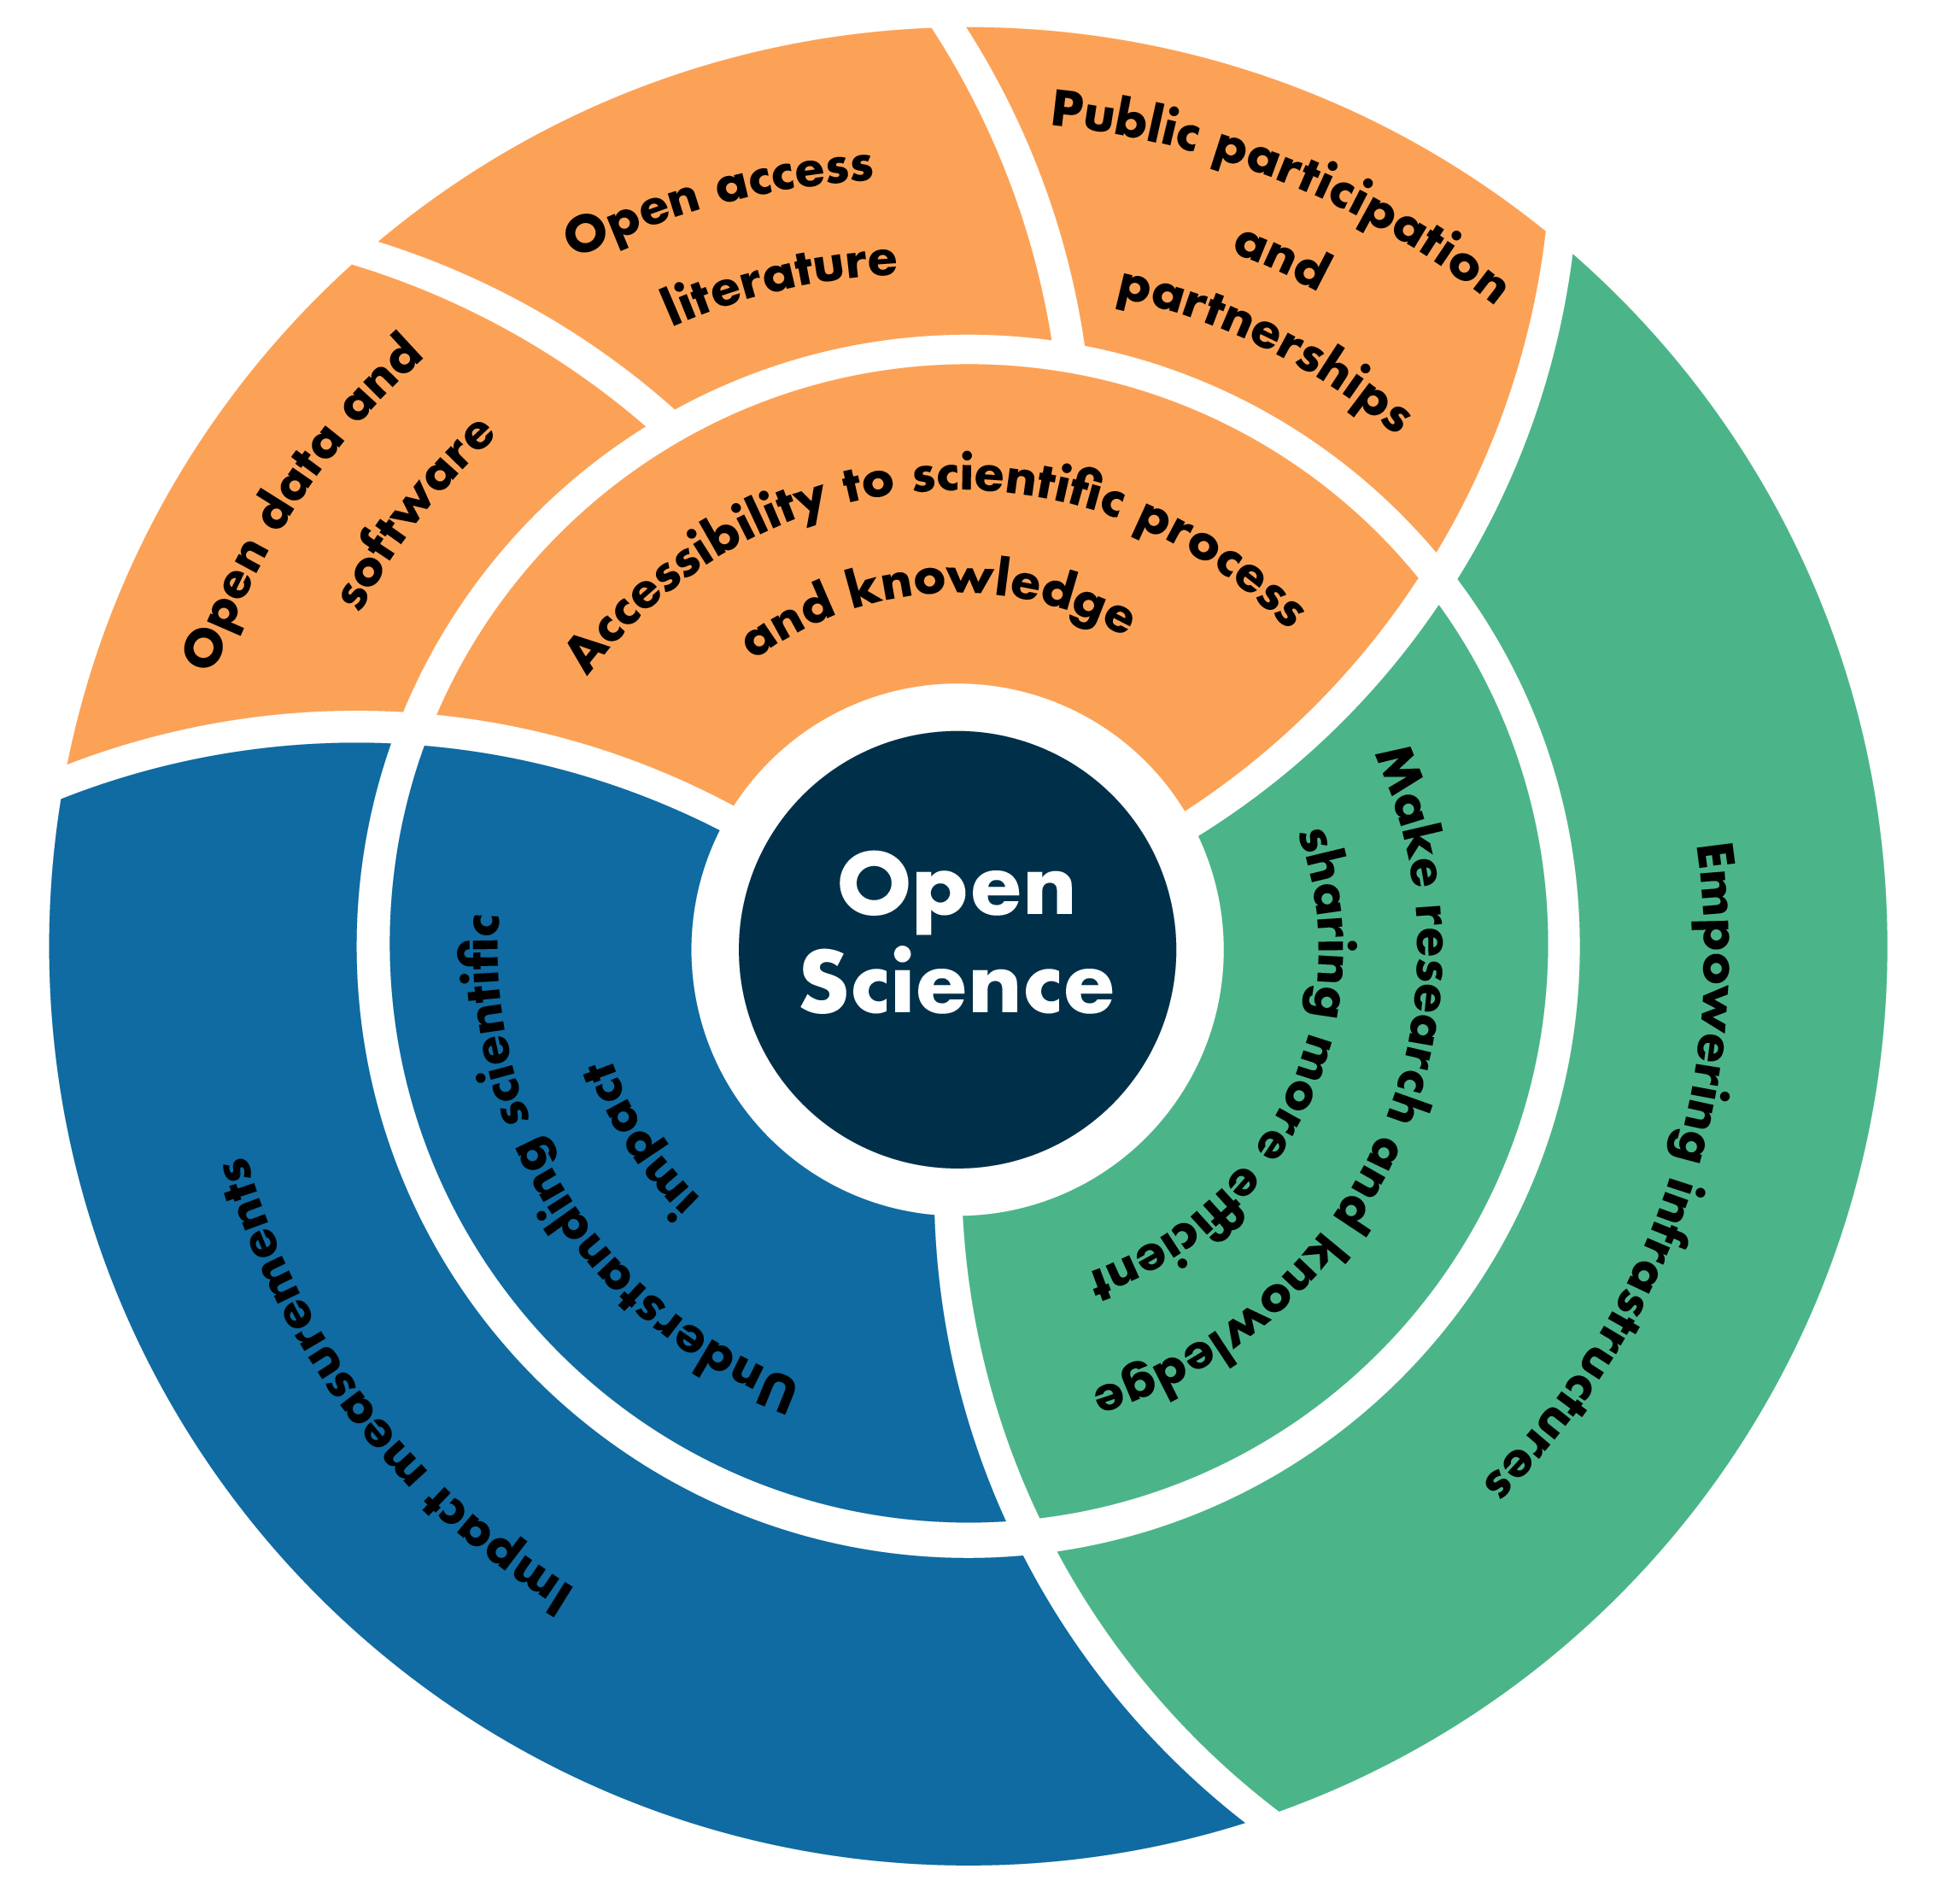 Open access
literature
Public participation
and
partnerships
Open data and
software
Accessibility to scientific process
and knowledge
Open
Science
Make research and knowledge
sharing more efficient
Empowering infrastructures
Understanding scientific
impact
Impact measurements